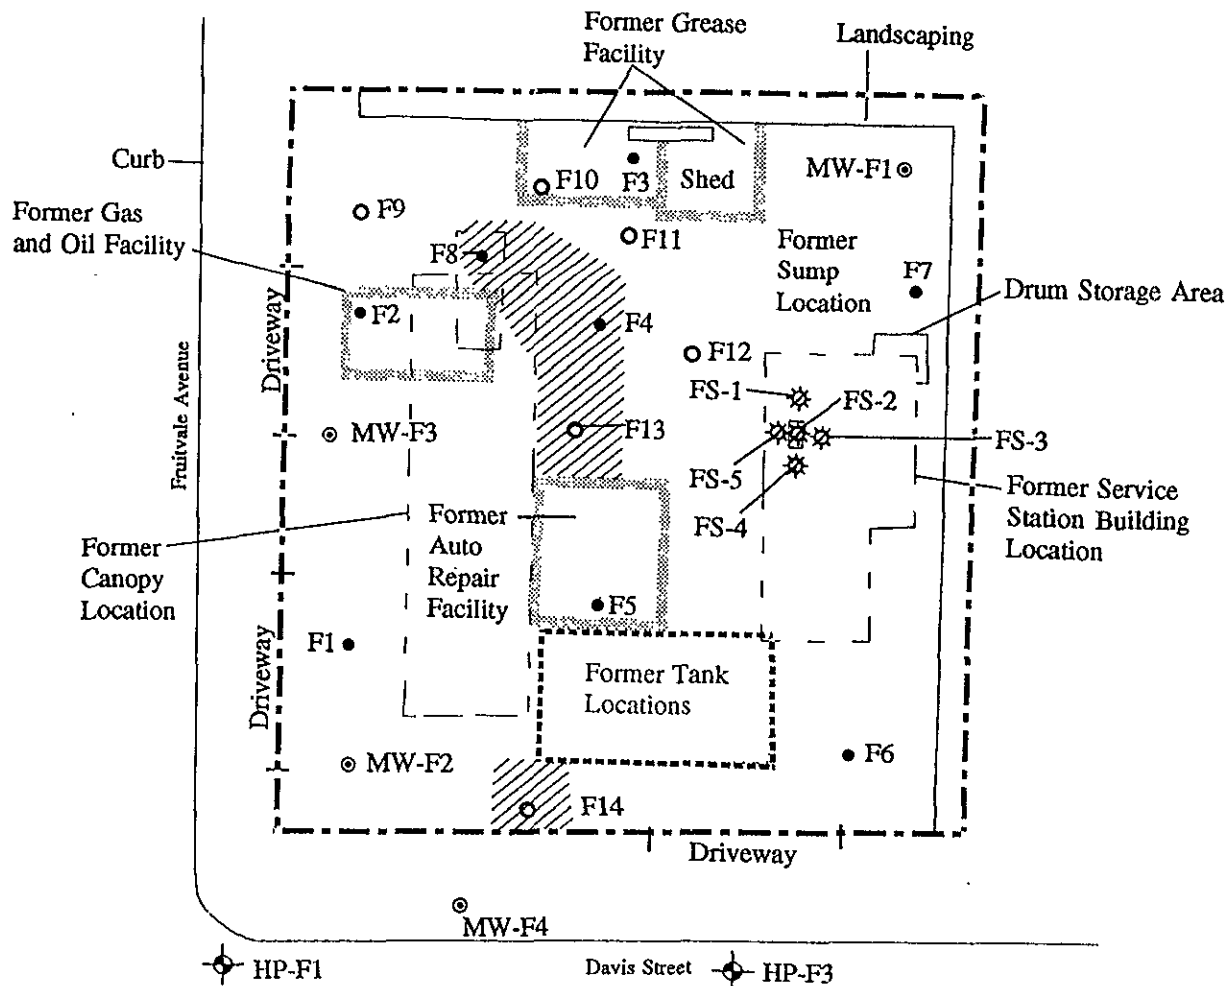 Former Grease
Facility
Landscaping
Curb
MW-F1
F10
F3
Shed
Former Gas
and Oil Facility
F9
F8
F11
Former
Sump
Location
F7
Drum Storage Area
Driveway
F2
F4
F12
FS-1
FS-2
Fruitvale Avenue
MW-F3
F13
FS-3
FS-5
FS-4
Former Service
Station Building
Location
Former
Canopy
Location
Former
Auto
Repair
Facility
F5
F1
Driveway
Former Tank
Locations
MW-F2
F6
F14
Driveway
MW-F4
HP-F1
Davis Street
HP-F3